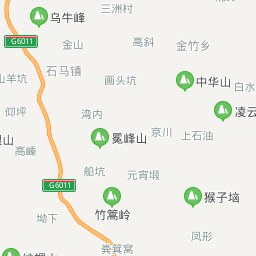 三洲村
乌牛峰
G6011
金山
高斜
金竹乡
石马镇
山羊坑
画头坑
中华山
白水
仰坪
湾内
凌云
京川
上石油
冕峰山
山
高嵊
船坑
元宵煅
G6011
猴子垴
竹篙岭
坳下
粪箕窝
凤形